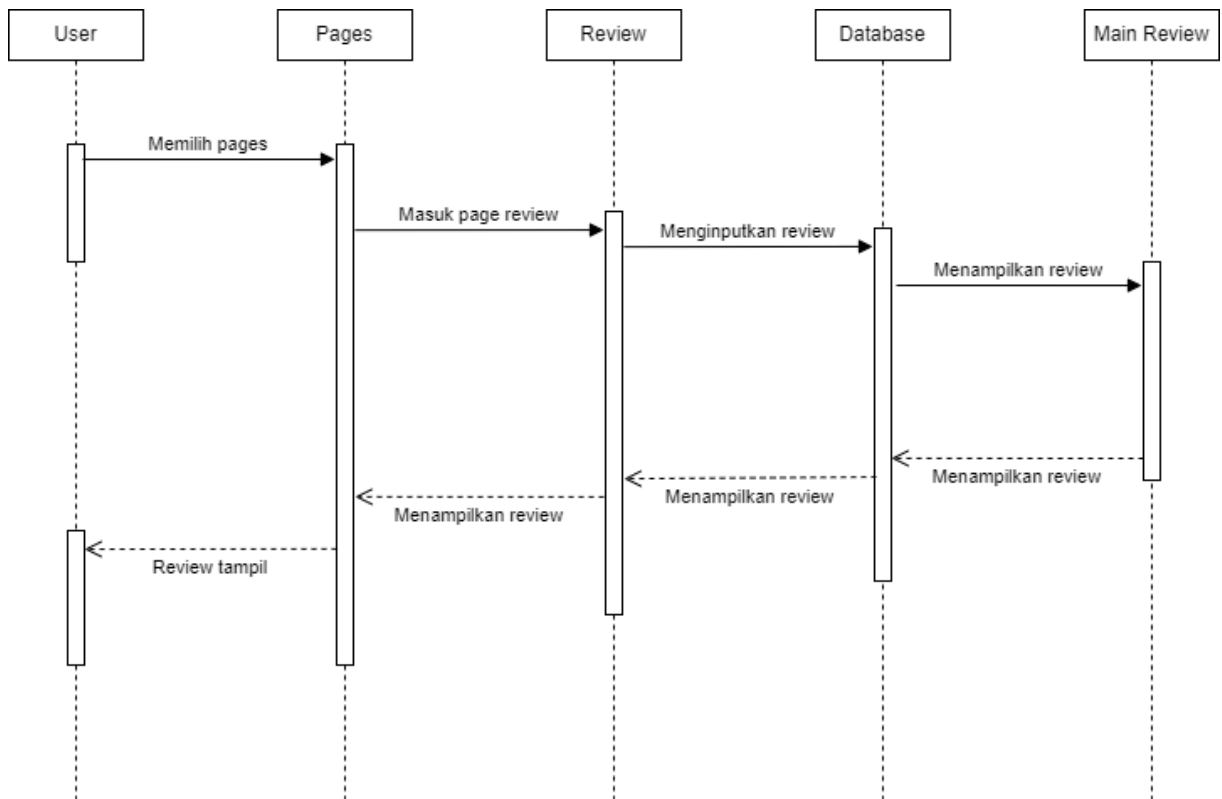 User
Pages
Review
Database
Main Review
Memilih pages
Masuk page review
Menginputkan review
Menampilkan review
Menampilkan review
Menampilkan review
Menampilkan review
Review tampil